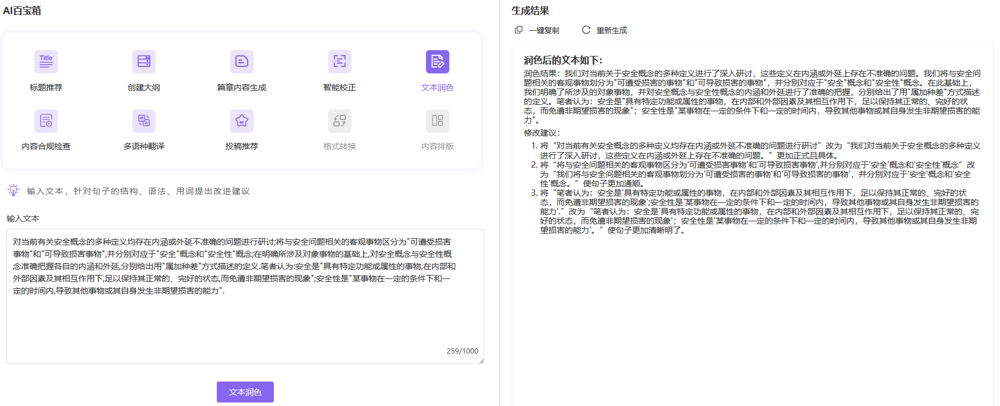 AI百宝箱
Title
标题推荐
创建大纲
篇章内容生成
智能校正
文本润色
内容合规检查
多语种翻译
投稿推荐
格式转换
内容排版
输入文本，针对句子的结构、语法、用词提出改进建议
输入文本
对当前有关安全概念的多种定义均存在内涵或外延不准确的问题进行研讨;将与安全问题相关的客观事物区分为"可遭受损害
事物"和"可导致损害事物",并分别对应于"安全"概念和"安全性"概念;在明确所涉及对象事物的基础上,对安全概念与安全性概
念准确把握各自的内涵和外延,分别给出用"属加种差"方式描述的定义.笔者认为:安全是"具有特定功能或属性的事物,在内部和
外部因素及其相互作用下,足以保持其正常的、完好的状态,而免遭非期望损害的现象";安全性是"某事物在一定的条件下和一
定的时间内,导致其他事物或其自身发生非期望损害的能力".
259/1000
文本润色
生成结果
一键复制
重新生成
润色后的文本如下：
润色结果：我们对当前关于安全概念的多种定义进行了深入研讨，这些定义在内涵或外延上存在不准确的问题。我们将与安全问
题相关的客观事物划分为"可遭受损害的事物"和"可导致损害的事物"，并分别对应于"安全"概念和"安全性"概念。在此基础上，
我们明确了所涉及的对象事物，并对安全概念与安全性概念的内涵和外延进行了准确的把握，分别给出了用"属加种差"方式描述
的定义。笔者认为：安全是"具有特定功能或属性的事物，在内部和外部因素及其相互作用下，足以保持其正常的、完好的状
态，而免遭非期望损害的现象"；安全性是"某事物在一定的条件下和一定的时间内，导致其他事物或其自身发生非期望损害的能
力"。
修改建议：
1. 将“对当前有关安全概念的多种定义均存在内涵或外延不准确的问题进行研讨”改为“我们对当前关于安全概念的多种定义
进行了深入研讨，这些定义在内涵或外延上存在不准确的问题。”更加正式且具体。
2. 将“将与安全问题相关的客观事物区分为'可遭受损害事物'和'可导致损害事物',并分别对应于'安全'概念和'安全性'概念”改
为“我们将与安全问题相关的客观事物划分为'可遭受损害的事物'和'可导致损害的事物'，并分别对应于'安全'概念和'安全
性'概念。”使句子更加通顺。
3. 将“笔者认为：安全是'具有特定功能或属性的事物，在内部和外部因素及其相互作用下，足以保持其正常的、完好的状
态，而免遭非期望损害的现象';安全性是'某事物在一定的条件下和一定的时间内，导致其他事物或其自身发生非期望损害的
能力'.”改为“笔者认为：安全是'具有特定功能或属性的事物，在内部和外部因素及其相互作用下，足以保持其正常的、完
好的状态，而免遭非期望损害的现象'；安全性是'某事物在一定的条件下和一定的时间内，导致其他事物或其自身发生非期
望损害的能力'。”使句子更加清晰明了。